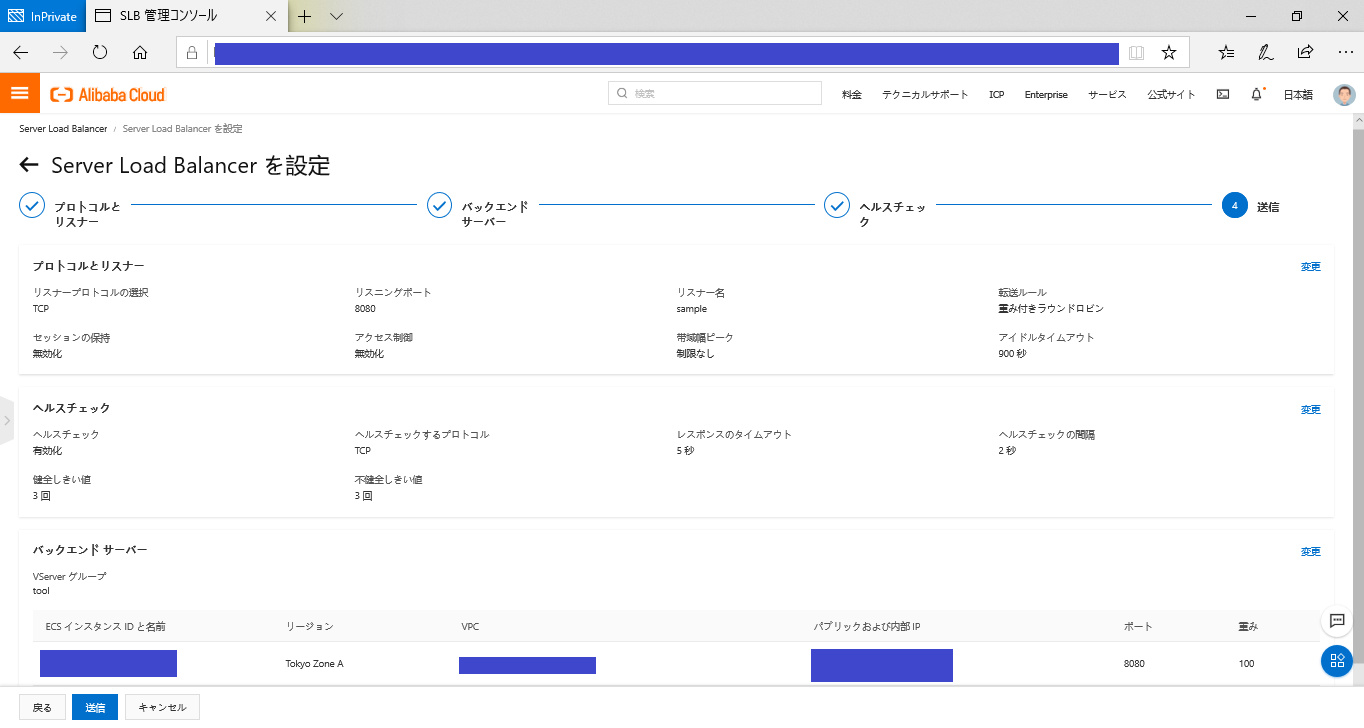 InPrivate
SLB 管理コンソール
Alibaba Cloud
検索
料金
テクニカルサポート
ICP
Enterprise
サービス
公式サイト
日本語
Server Load Balancer / Server Load Balancer を設定
Server Load Balancer を設定
プロトコルと
リスナー
バックエンド
サーバー
ヘルスチェッ
ク
4
送信
プロトコルとリスナー
変更
リスナープロトコルの選択
TCP
リスニングポート
8080
リスナー名
sample
転送ルール
重み付きラウンドロビン
セッションの保持
無効化
アクセス制御
無効化
帯域幅ピーク
制限なし
アイドルタイムアウト
900 秒
ヘルスチェック
変更
ヘルスチェック
有効化
ヘルスチェックするプロトコル
TCP
レスポンスのタイムアウト
5 秒
ヘルスチェックの間隔
2 秒
健全しきい値
3 回
不健全しきい値
3 回
バックエンド サーバー
変更
VServer グループ
tool
ECS インスタンス ID と名前
リージョン
VPC
パブリックおよび内部 IP
ポート
重み
Tokyo Zone A
8080
100
戻る
送信
キャンセル